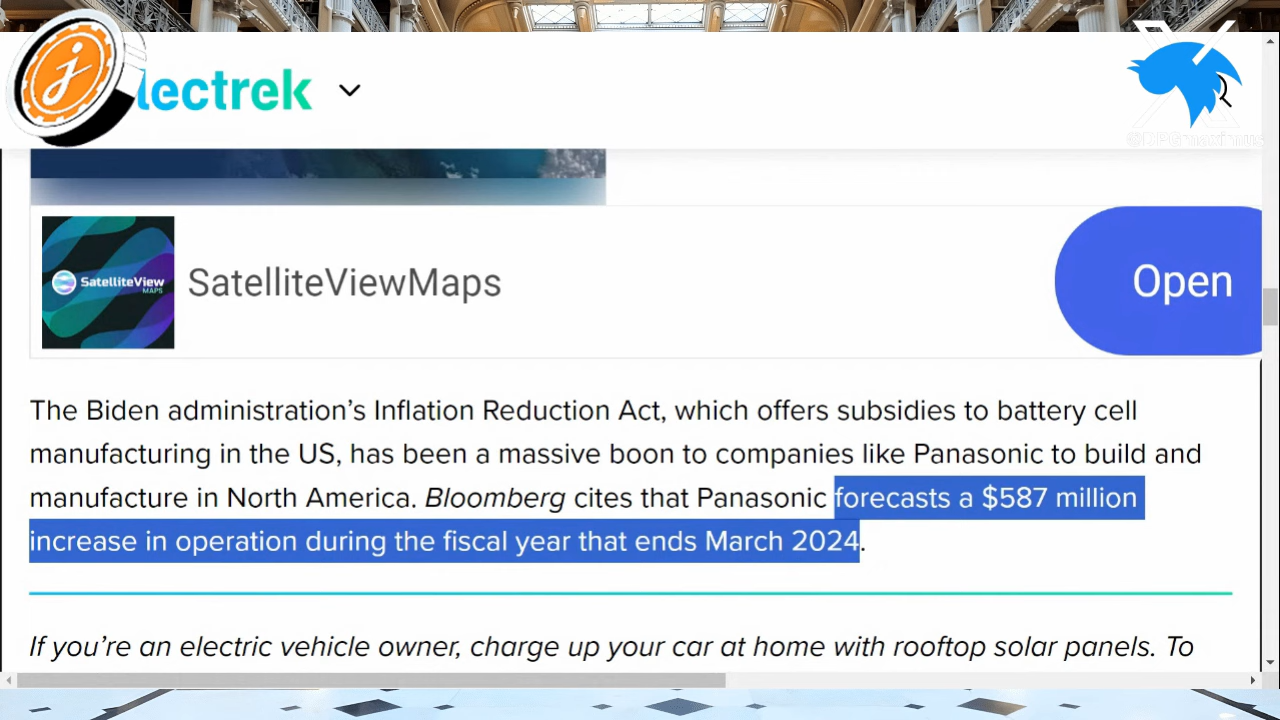 lectrek
@DPGmaximus
SatelliteView
MAPS
SatelliteViewMaps
Open
The Biden administration’s Inflation Reduction Act, which offers subsidies to battery cell
manufacturing in the US, has been a massive boon to companies like Panasonic to build and
manufacture in North America. Bloomberg cites that Panasonic forecasts a $587 million
increase in operation during the fiscal year that ends March 2024.
If you’re an electric vehicle owner, charge up your car at home with rooftop solar panels. To